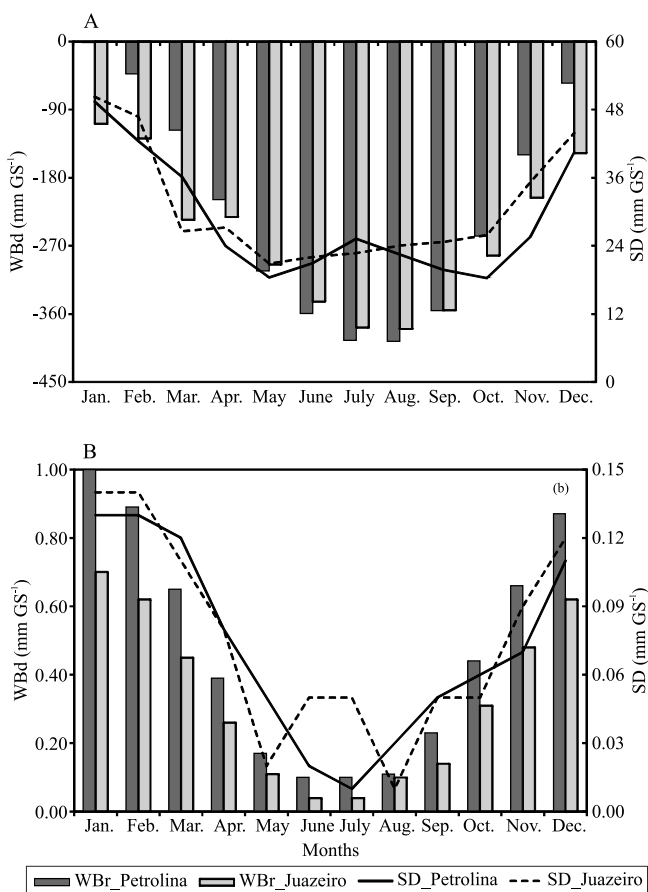 A
0
-90
-180
-270
-360
-450
WBd (mm GS⁻¹)
60
48
36
24
12
0
SD (mm GS⁻¹)
Jan. Feb. Mar. Apr. May June July Aug. Sep. Oct. Nov. Dec.
B
(b)
1.00
0.80
0.60
0.40
0.20
0.00
WBd (mm GS⁻¹)
0.15
0.12
0.09
0.06
0.03
0.00
SD (mm GS⁻¹)
Jan. Feb. Mar. Apr. May June July Aug. Sep. Oct. Nov. Dec.
Months
WBr_Petrolina WBr_Juazeiro SD_Petrolina SD_Juazeiro